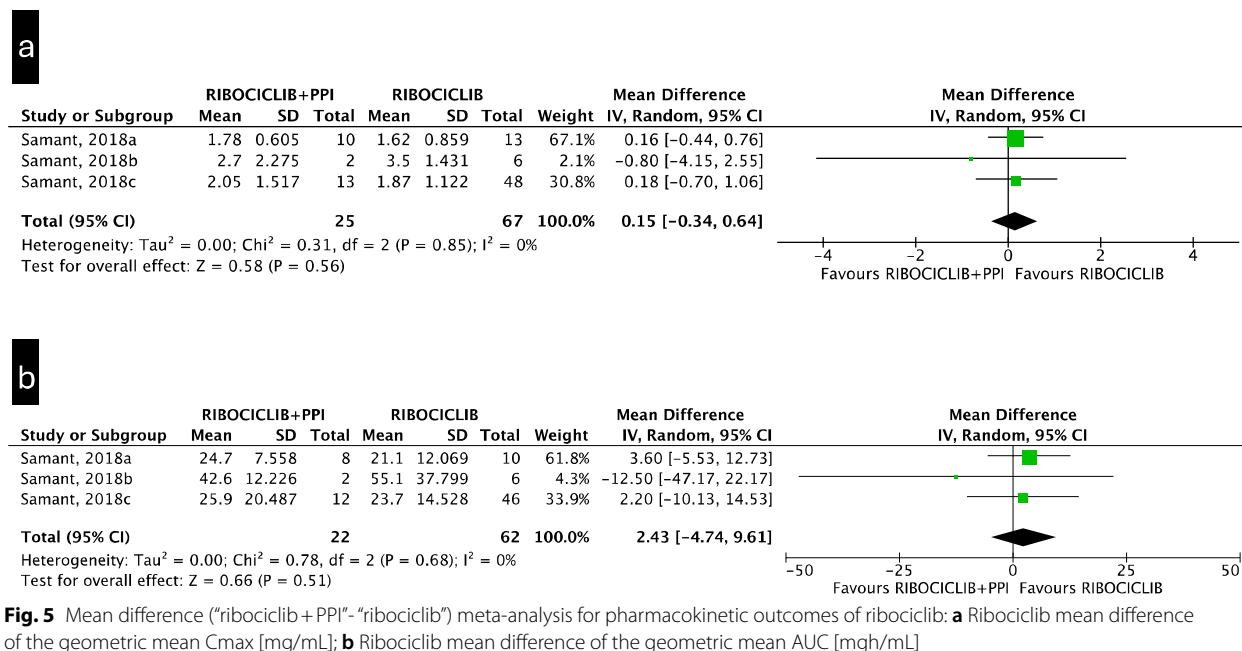 a
RIBOCICLIB+PPI RIBOCICLIB Mean Difference Mean Difference
Study or Subgroup Mean SD Total Mean SD Total Weight IV, Random, 95% CI IV, Random, 95% CI
Samant, 2018a 1.78 0.605 10 1.62 0.859 13 67.1% 0.16 [−0.44, 0.76]
Samant, 2018b 2.7 2.275 2 3.5 1.431 6 2.1% −0.80 [−4.15, 2.55]
Samant, 2018c 2.05 1.517 13 1.87 1.122 48 30.8% 0.18 [−0.70, 1.06]
Total (95% CI) 25 67 100.0% 0.15 [−0.34, 0.64]
Heterogeneity: Tau² = 0.00; Chi² = 0.31, df = 2 (P = 0.85); I² = 0%
Test for overall effect: Z = 0.58 (P = 0.56)
−4 −2 0 2 4
Favours RIBOCICLIB+PPI Favours RIBOCICLIB
b
RIBOCICLIB+PPI RIBOCICLIB Mean Difference Mean Difference
Study or Subgroup Mean SD Total Mean SD Total Weight IV, Random, 95% CI IV, Random, 95% CI
Samant, 2018a 24.7 7.558 8 21.1 12.069 10 61.8% 3.60 [−5.53, 12.73]
Samant, 2018b 42.6 12.226 2 55.1 37.799 6 4.3% −12.50 [−47.17, 22.17]
Samant, 2018c 25.9 20.487 12 23.7 14.528 46 33.9% 2.20 [−10.13, 14.53]
Total (95% CI) 22 62 100.0% 2.43 [−4.74, 9.61]
Heterogeneity: Tau² = 0.00; Chi² = 0.78, df = 2 (P = 0.68); I² = 0%
Test for overall effect: Z = 0.66 (P = 0.51)
−50 −25 0 25 50
Favours RIBOCICLIB+PPI Favours RIBOCICLIB
Fig. 5 Mean difference (“ribociclib + PPI”- “ribociclib”) meta-analysis for pharmacokinetic outcomes of ribociclib: a Ribociclib mean difference
of the geometric mean Cmax [mg/mL]; b Ribociclib mean difference of the geometric mean AUC [mgh/mL]